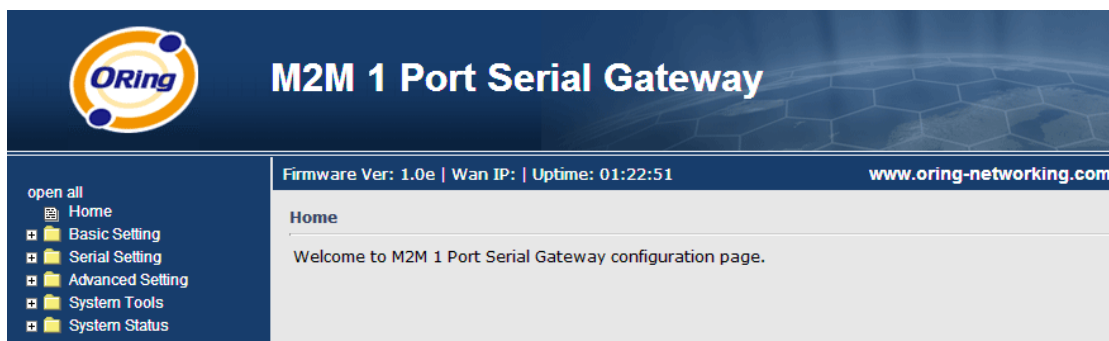 ORing
M2M 1 Port Serial Gateway
Firmware Ver: 1.0e | Wan IP: | Uptime: 01:22:51
www.oring-networking.com
open all
Home
Basic Setting
Serial Setting
Advanced Setting
System Tools
System Status
Home
Welcome to M2M 1 Port Serial Gateway configuration page.